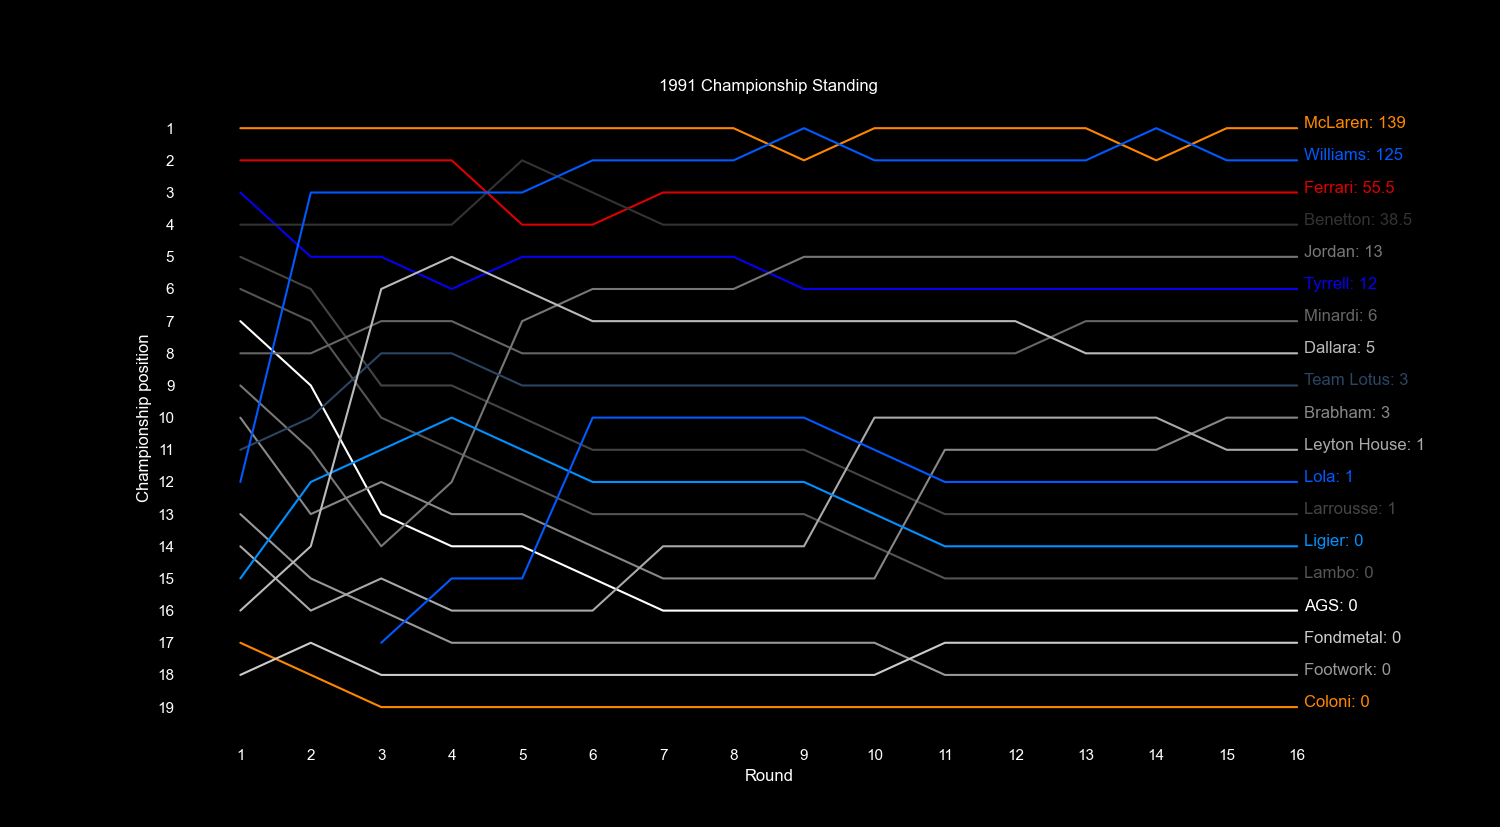 1991 Championship Standing
Championship position
1
2
3
4
5
6
7
8
9
10
11
12
13
14
15
16
17
18
19
McLaren: 139
Williams: 125
Ferrari: 55.5
Benetton: 38.5
Jordan: 13
Tyrrell: 12
Minardi: 6
Dallara: 5
Team Lotus: 3
Brabham: 3
Leyton House: 1
Lola: 1
Larrousse: 1
Ligier: 0
Lambo: 0
AGS: 0
Fondmetal: 0
Footwork: 0
Coloni: 0
1 2 3 4 5 6 7 8 9 10 11 12 13 14 15 16
Round